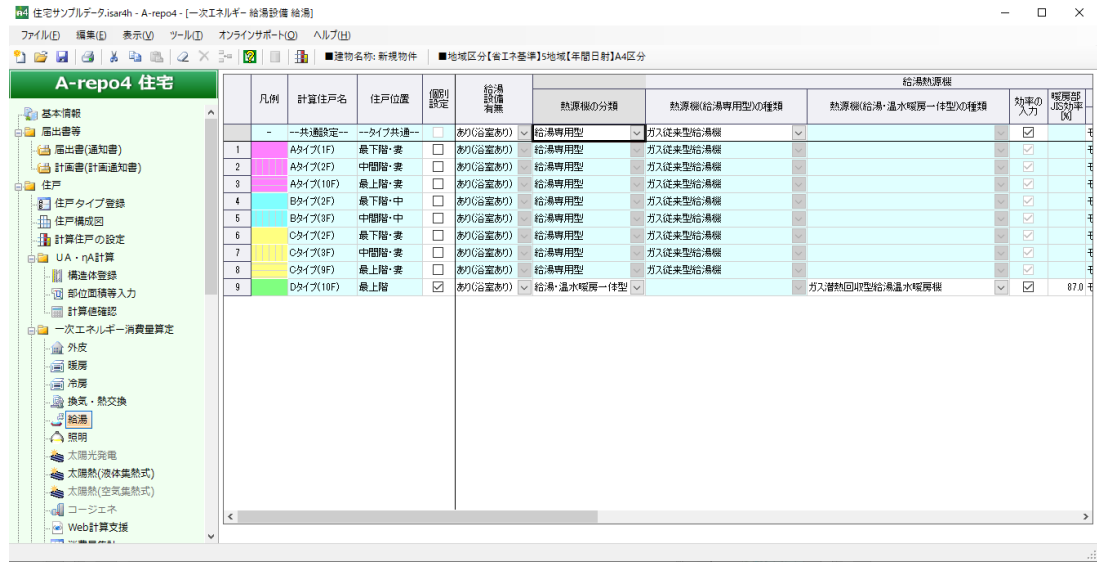 A4 住宅サンプルデータ.isar4h - A-repo4 - [一次エネルギー 給湯設備 給湯]
ファイル(F) 編集(E) 表示(V) ツール(T) オンラインサポート(O) ヘルプ(H)
■建物名称: 新規物件 ■地域区分【省エネ基準】5地域【年間日射】A4区分
A-repo4 住宅
基本情報
届出書等
届出書(通知書)
計画書(計画通知書)
住戸
住戸タイプ登録
住戸構成図
計算住戸の設定
UA・ηA計算
構造体登録
部位面積等入力
計算値確認
一次エネルギー消費量算定
外皮
暖房
冷房
換気・熱交換
給湯
照明
太陽光発電
太陽熱(液体集熱式)
太陽熱(空気集熱式)
コージェネ
Web計算支援
給湯熱源機
凡例 計算住戸名 住戸位置 個別設定 給湯設備有無 熱源機の分類 熱源機(給湯専用型)の種類 熱源機(給湯・温水暖房一体型)の種類 効率の入力 暖房部JIS効率[%]
- --共通設定-- --タイプ共通-- あり(浴室あり) 給湯専用型 ガス従来型給湯機 モ
1 Aタイプ(1F) 最下階・妻 あり(浴室あり) 給湯専用型 ガス従来型給湯機 モ
2 Aタイプ(2F) 中間階・妻 あり(浴室あり) 給湯専用型 ガス従来型給湯機 モ
3 Aタイプ(10F) 最上階・妻 あり(浴室あり) 給湯専用型 ガス従来型給湯機 モ
4 Bタイプ(2F) 最下階・中 あり(浴室あり) 給湯専用型 ガス従来型給湯機 モ
5 Bタイプ(3F) 中間階・中 あり(浴室あり) 給湯専用型 ガス従来型給湯機 モ
6 Cタイプ(2F) 最下階・妻 あり(浴室あり) 給湯専用型 ガス従来型給湯機 モ
7 Cタイプ(3F) 中間階・妻 あり(浴室あり) 給湯専用型 ガス従来型給湯機 モ
8 Cタイプ(9F) 最上階・妻 あり(浴室あり) 給湯専用型 ガス従来型給湯機 モ
9 Dタイプ(10F) 最上階 あり(浴室あり) 給湯・温水暖房一体型 ガス潜熱回収型給湯温水暖房機 87.0 モ